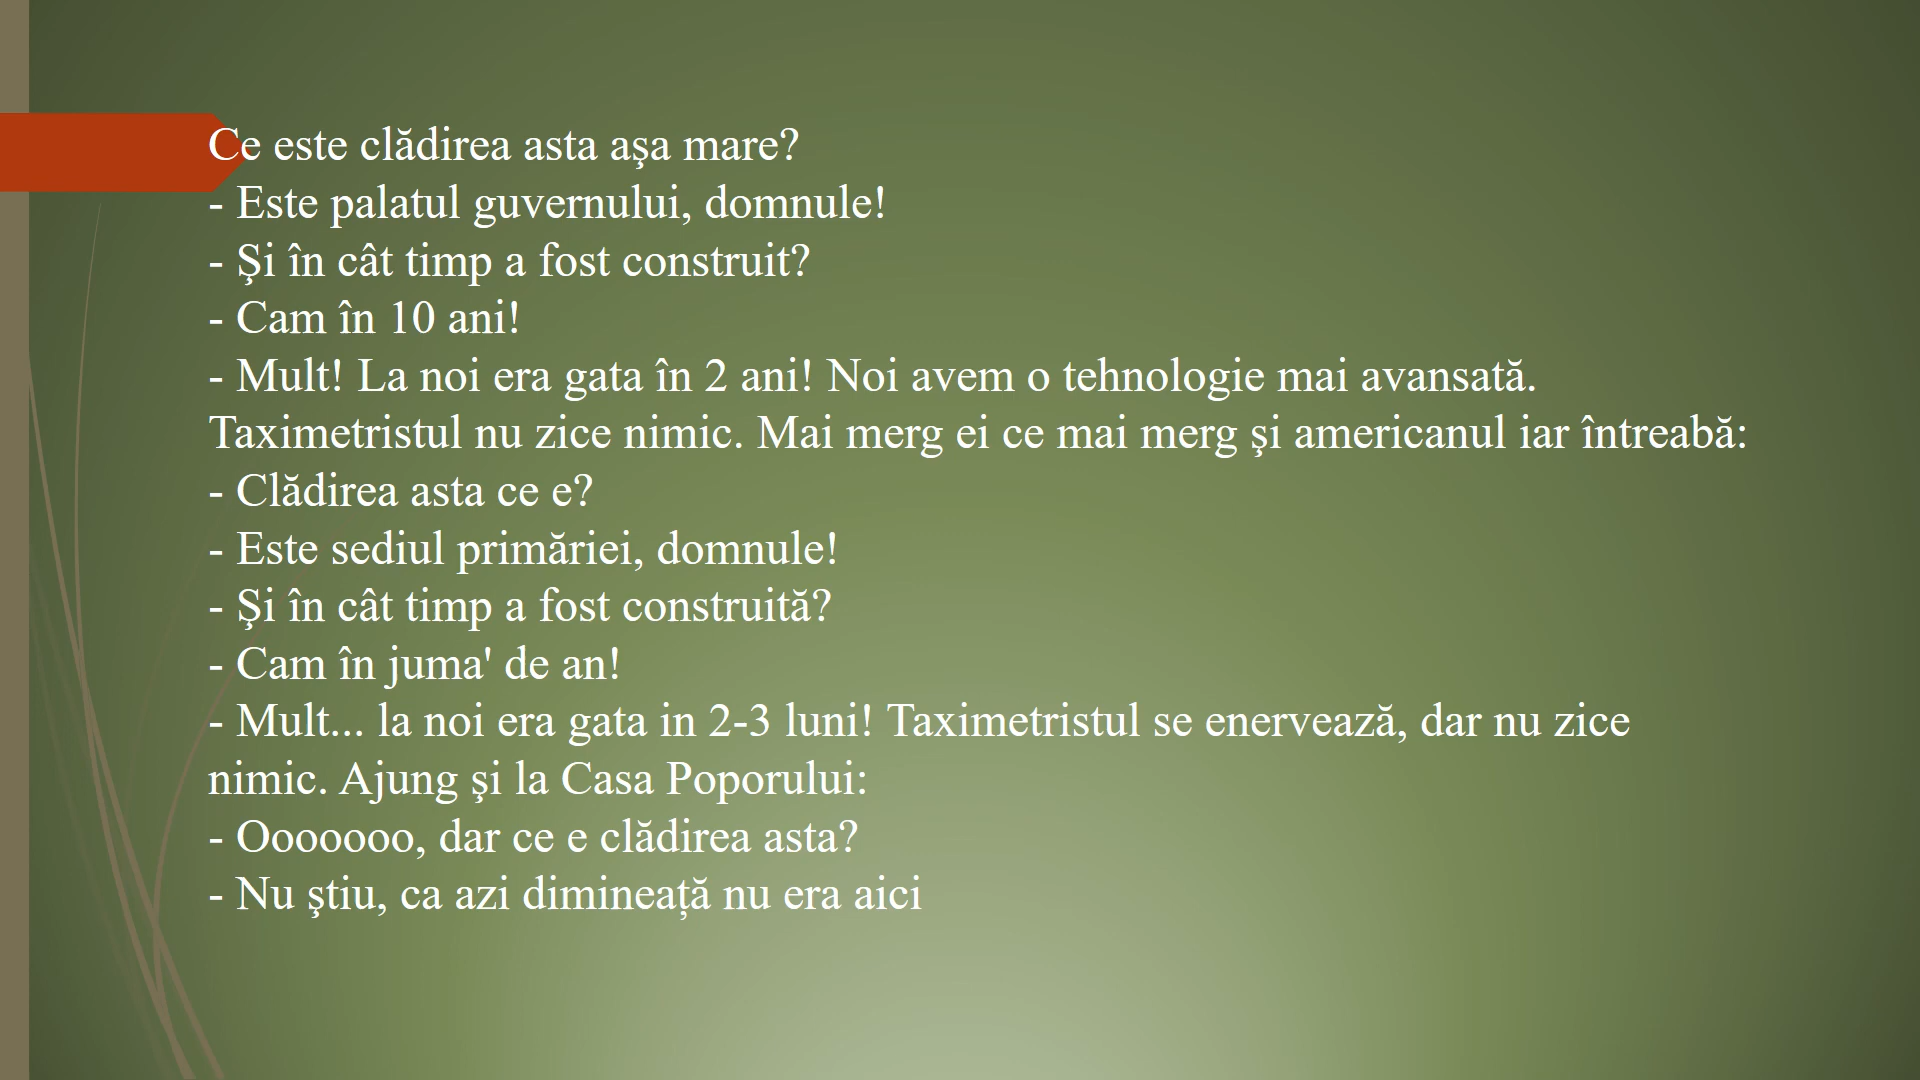 Ce este clădirea asta aşa mare?
- Este palatul guvernului, domnule!
- Şi în cât timp a fost construit?
- Cam în 10 ani!
- Mult! La noi era gata în 2 ani! Noi avem o tehnologie mai avansată.
Taximetristul nu zice nimic. Mai merg ei ce mai merg şi americanul iar întreabă:
- Clădirea asta ce e?
- Este sediul primăriei, domnule!
- Şi în cât timp a fost construită?
- Cam în juma' de an!
- Mult... la noi era gata in 2-3 luni! Taximetristul se enervează, dar nu zice
nimic. Ajung şi la Casa Poporului:
- Ooooooo, dar ce e clădirea asta?
- Nu ştiu, ca azi dimineață nu era aici